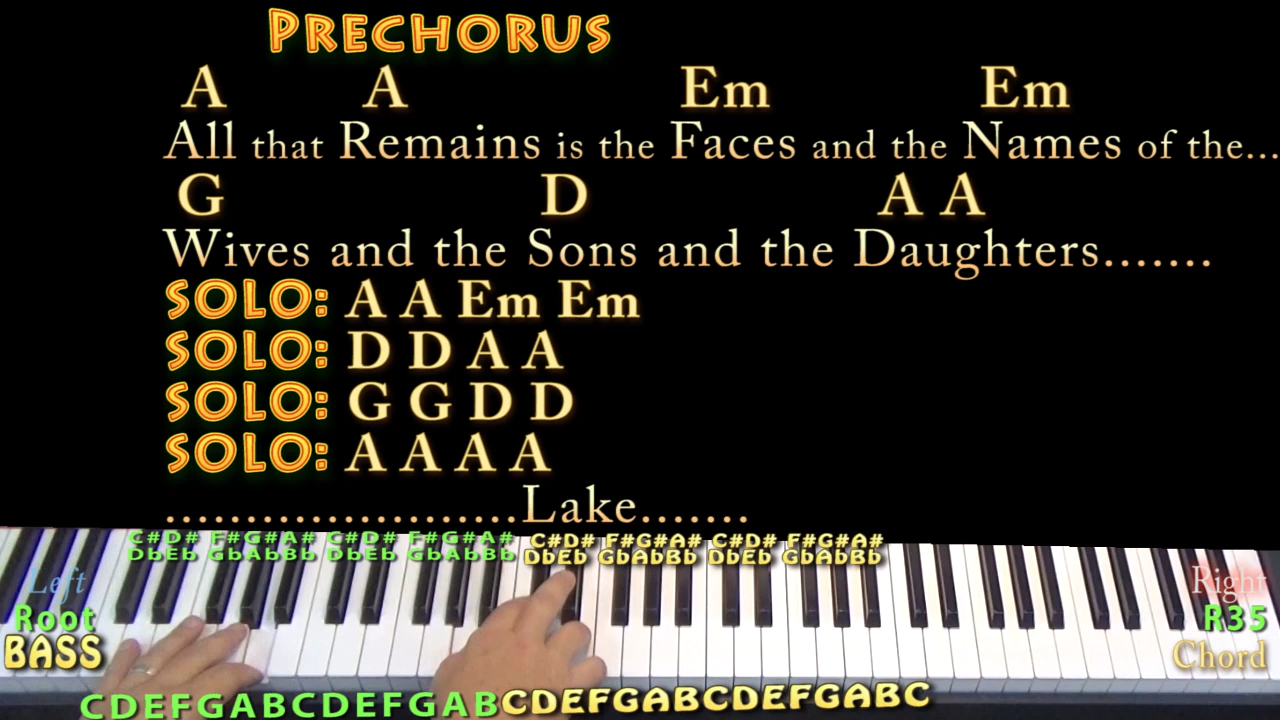 PRECHORUS
A A Em Em
All that Remains is the Faces and the Names of the...
G D A A
Wives and the Sons and the Daughters.......
SOLO: A A Em Em
SOLO: D D A A
SOLO: G G D D
SOLO: A A A A
......................Lake.......
C#D# F#G#A# C#D# F#G#A# C#D# F#G#A# C#D# F#G#A#
DbEb GbAbBb DbEb GbAbBb DbEb GbAbBb DbEb GbAbBb
Left
Root
BASS
Right
R35
Chord
CDEFGABCDEFGABCDEFGABCDEFGABC